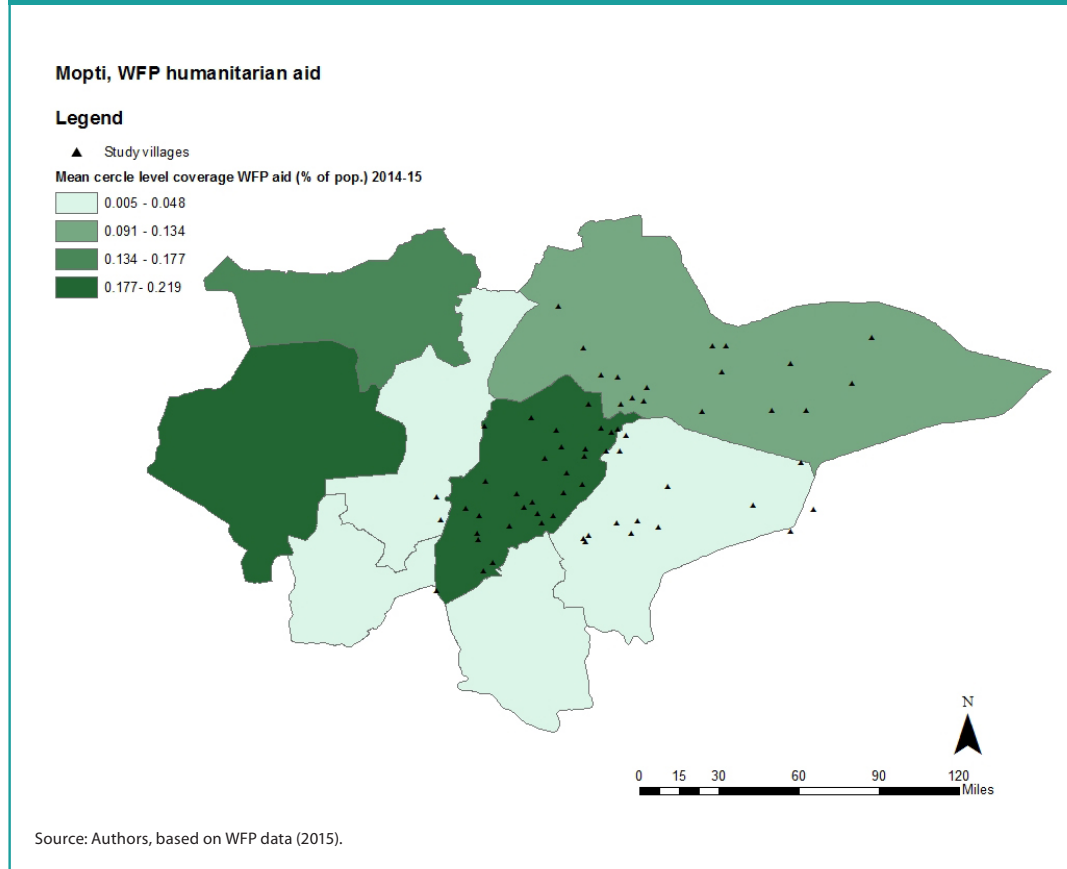 Mopti, WFP humanitarian aid
Legend
Study villages
Mean cercle level coverage WFP aid (% of pop.) 2014-15
0.005 - 0.048
0.091 - 0.134
0.134 - 0.177
0.177- 0.219
N
0 15 30 60 90 120
Miles
Source: Authors, based on WFP data (2015).